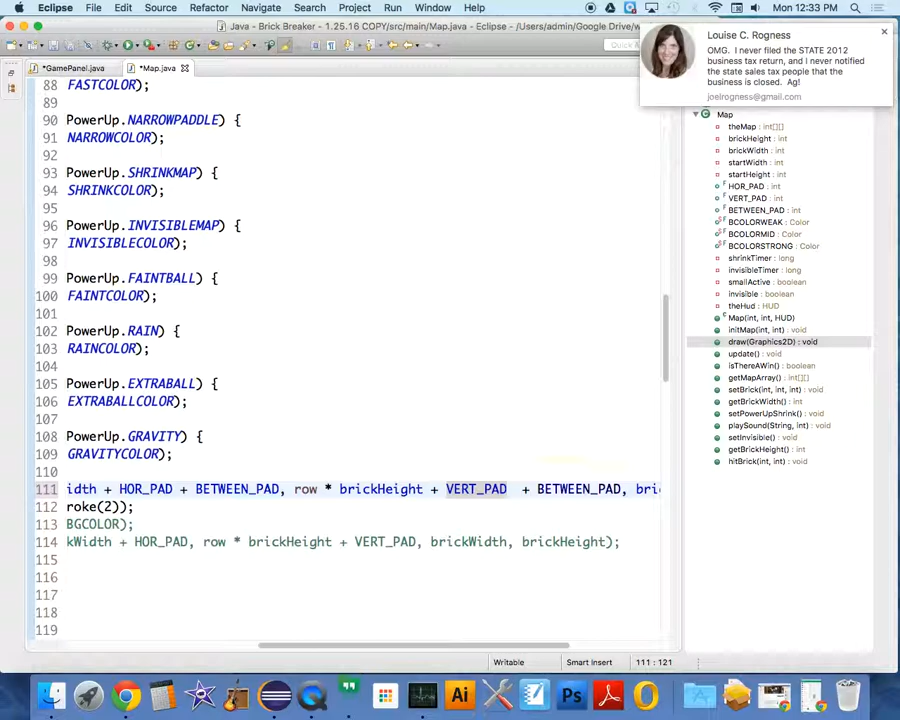 Eclipse File Edit Source Refactor Navigate Search Project Run Window Help Mon 12:33 PM
Java - Brick Breaker - 1.25.16 COPY/src/main/Map.java - Eclipse - /Users/admin/Google Drive/w
Quick
Louise C. Rogness
OMG. I never filed the STATE 2012
business tax return, and I never notified
the state sales tax people that the
business is closed. Ag!
joelrogness@gmail.com
*GamePanel.java *Map.java
88 FASTCOLOR);
89
90 PowerUp.NARROWPADDLE) {
91 NARROWCOLOR);
92
93 PowerUp.SHRINKMAP) {
94 SHRINKCOLOR);
95
96 PowerUp.INVISIBLEMAP) {
97 INVISIBLECOLOR);
98
99 PowerUp.FAINTBALL) {
100 FAINTCOLOR);
101
102 PowerUp.RAIN) {
103 RAINCOLOR);
104
105 PowerUp.EXTRABALL) {
106 EXTRABALLCOLOR);
107
108 PowerUp.GRAVITY) {
109 GRAVITYCOLOR);
110
111 idth + HOR_PAD + BETWEEN_PAD, row * brickHeight + VERT_PAD  + BETWEEN_PAD, bric
112 roke(2));
113 BGCOLOR);
114 kWidth + HOR_PAD, row * brickHeight + VERT_PAD, brickWidth, brickHeight);
115
116
117
118
119
Map
theMap : int[][]
brickHeight : int
brickWidth : int
startWidth : int
startHeight : int
HOR_PAD : int
VERT_PAD : int
BETWEEN_PAD : int
BCOLORWEAK : Color
BCOLORMID : Color
BCOLORSTRONG : Color
shrinkTimer : long
invisibleTimer : long
smallActive : boolean
invisible : boolean
theHud : HUD
Map(int, int, HUD)
initMap(int, int) : void
draw(Graphics2D) : void
update() : void
isThereAWin() : boolean
getMapArray() : int[][]
setBrick(int, int, int) : void
getBrickWidth() : int
setPowerUpShrink() : void
playSound(String, int) : void
setInvisible() : void
getBrickHeight() : int
hitBrick(int, int) : void
Writable Smart Insert 111 : 121
Ai Ps